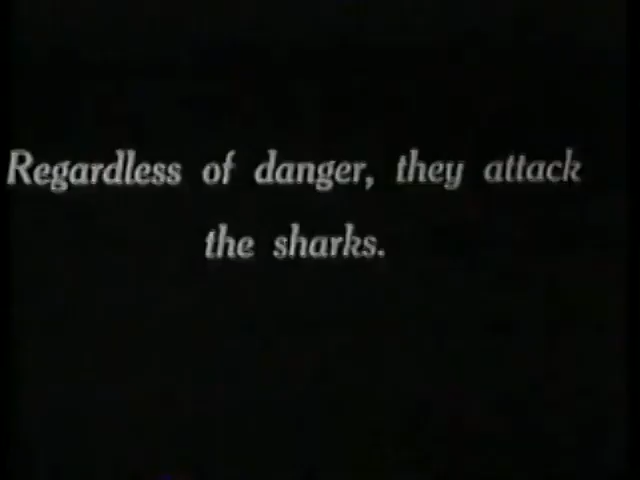 Regardless of danger, they attack
the sharks.